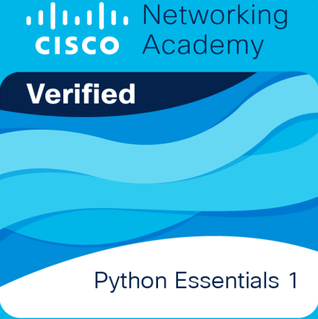 Networking
CISCO Academy
Verified
Python Essentials 1